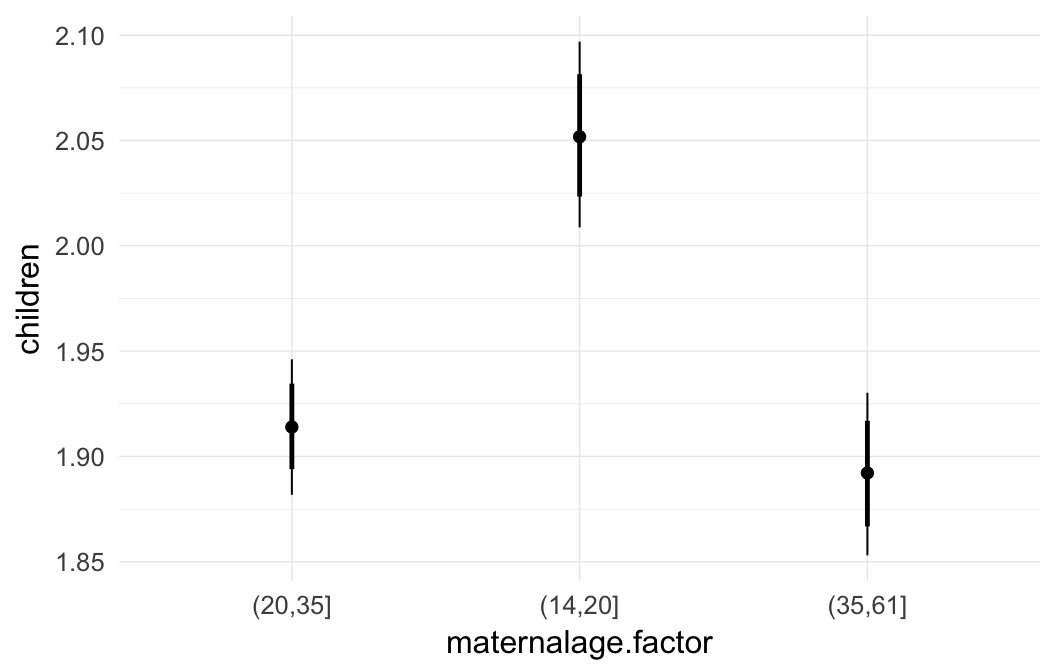 children
2.10
2.05
2.00
1.95
1.90
1.85
(20,35] (14,20] (35,61]
maternalage.factor